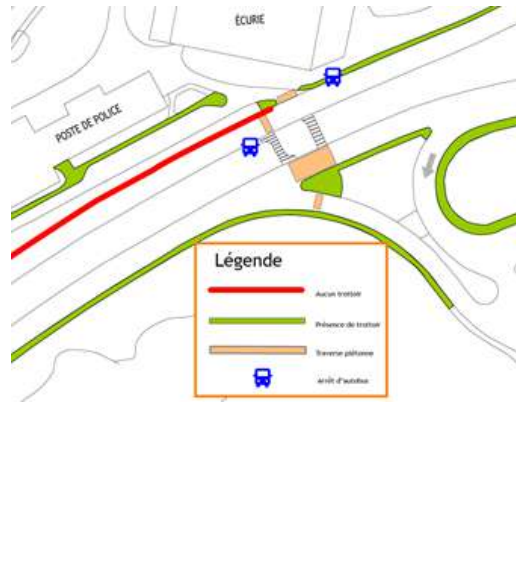 ÉCURIE
POSTE DE POLICE
Légende
Aucun trottoir
Présence de trottoir
Traverse piétonne
Arrêt d'autobus